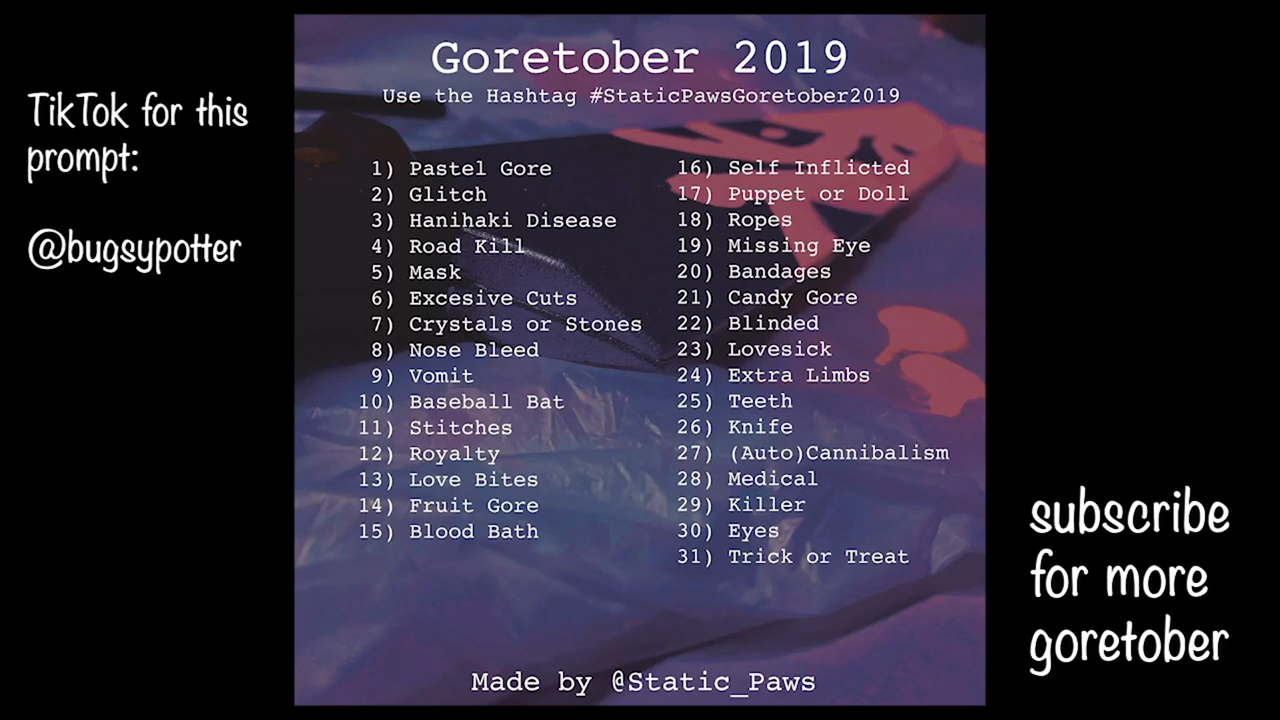 TikTok for this
prompt:
@bugsypotter
Goretober 2019
Use the Hashtag #StaticPawsGoretober2019
1) Pastel Gore
2) Glitch
3) Hanihaki Disease
4) Road Kill
5) Mask
6) Excesive Cuts
7) Crystals or Stones
8) Nose Bleed
9) Vomit
10) Baseball Bat
11) Stitches
12) Royalty
13) Love Bites
14) Fruit Gore
15) Blood Bath
16) Self Inflicted
17) Puppet or Doll
18) Ropes
19) Missing Eye
20) Bandages
21) Candy Gore
22) Blinded
23) Lovesick
24) Extra Limbs
25) Teeth
26) Knife
27) (Auto)Cannibalism
28) Medical
29) Killer
30) Eyes
31) Trick or Treat
Made by @Static_Paws
subscribe
for more
goretober